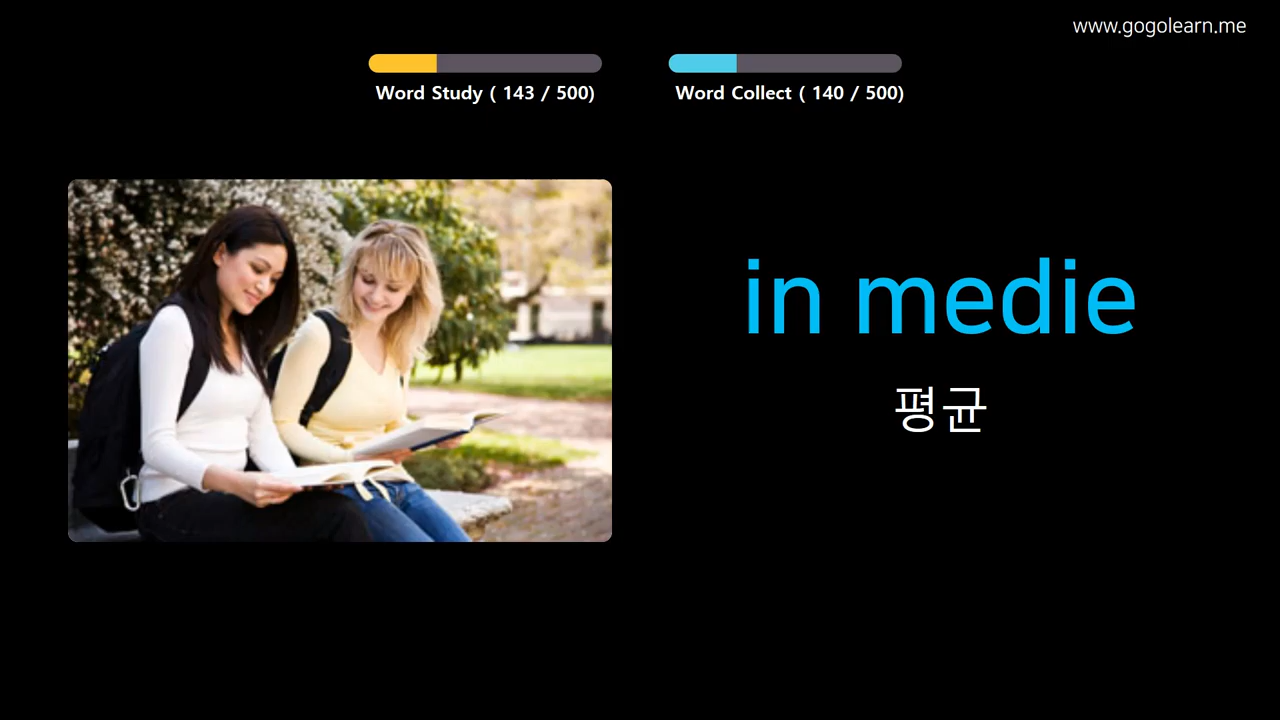 www.gogolearn.me
Word Study ( 143 / 500)
Word Collect ( 140 / 500)
in medie
평균